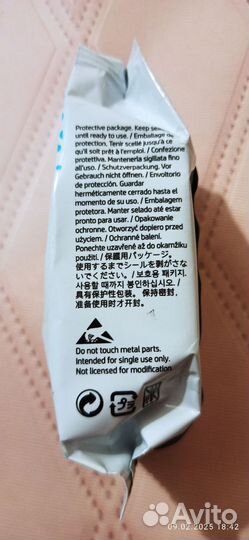 Protective package. Keep sealed
until ready to use. / Emballage de
protection. Tenir scellé jusqu'à ce
qu'il soit prêt à l'emploi. / Confezione
protettiva. Mantenerla sigillata fino
all'uso. / Schutzverpackung. Vor
Gebrauch nicht öffnen. / Envoltorio
de protección. Guardar
herméticamente cerrado hasta el
momento de su uso. / Embalagem
protetora. Manter selado até estar
pronto para usar. / Opakowanie
ochronne. Otworzyć dopiero przed
użyciem. / Ochranné balení.
Ponechte uzavřené až do okamžiku
použití. / 保護用パッケージ。
使用するまでシールを剥がさな
いでください。/ 보호용 패키지.
사용할 때까지 봉인하십시오. /
具有保护性包装。保持密封,
准备使用时才开封。
Do not touch metal parts.
Intended for single use only.
Not licensed for modification.
Avito
09.02.2025 18:42